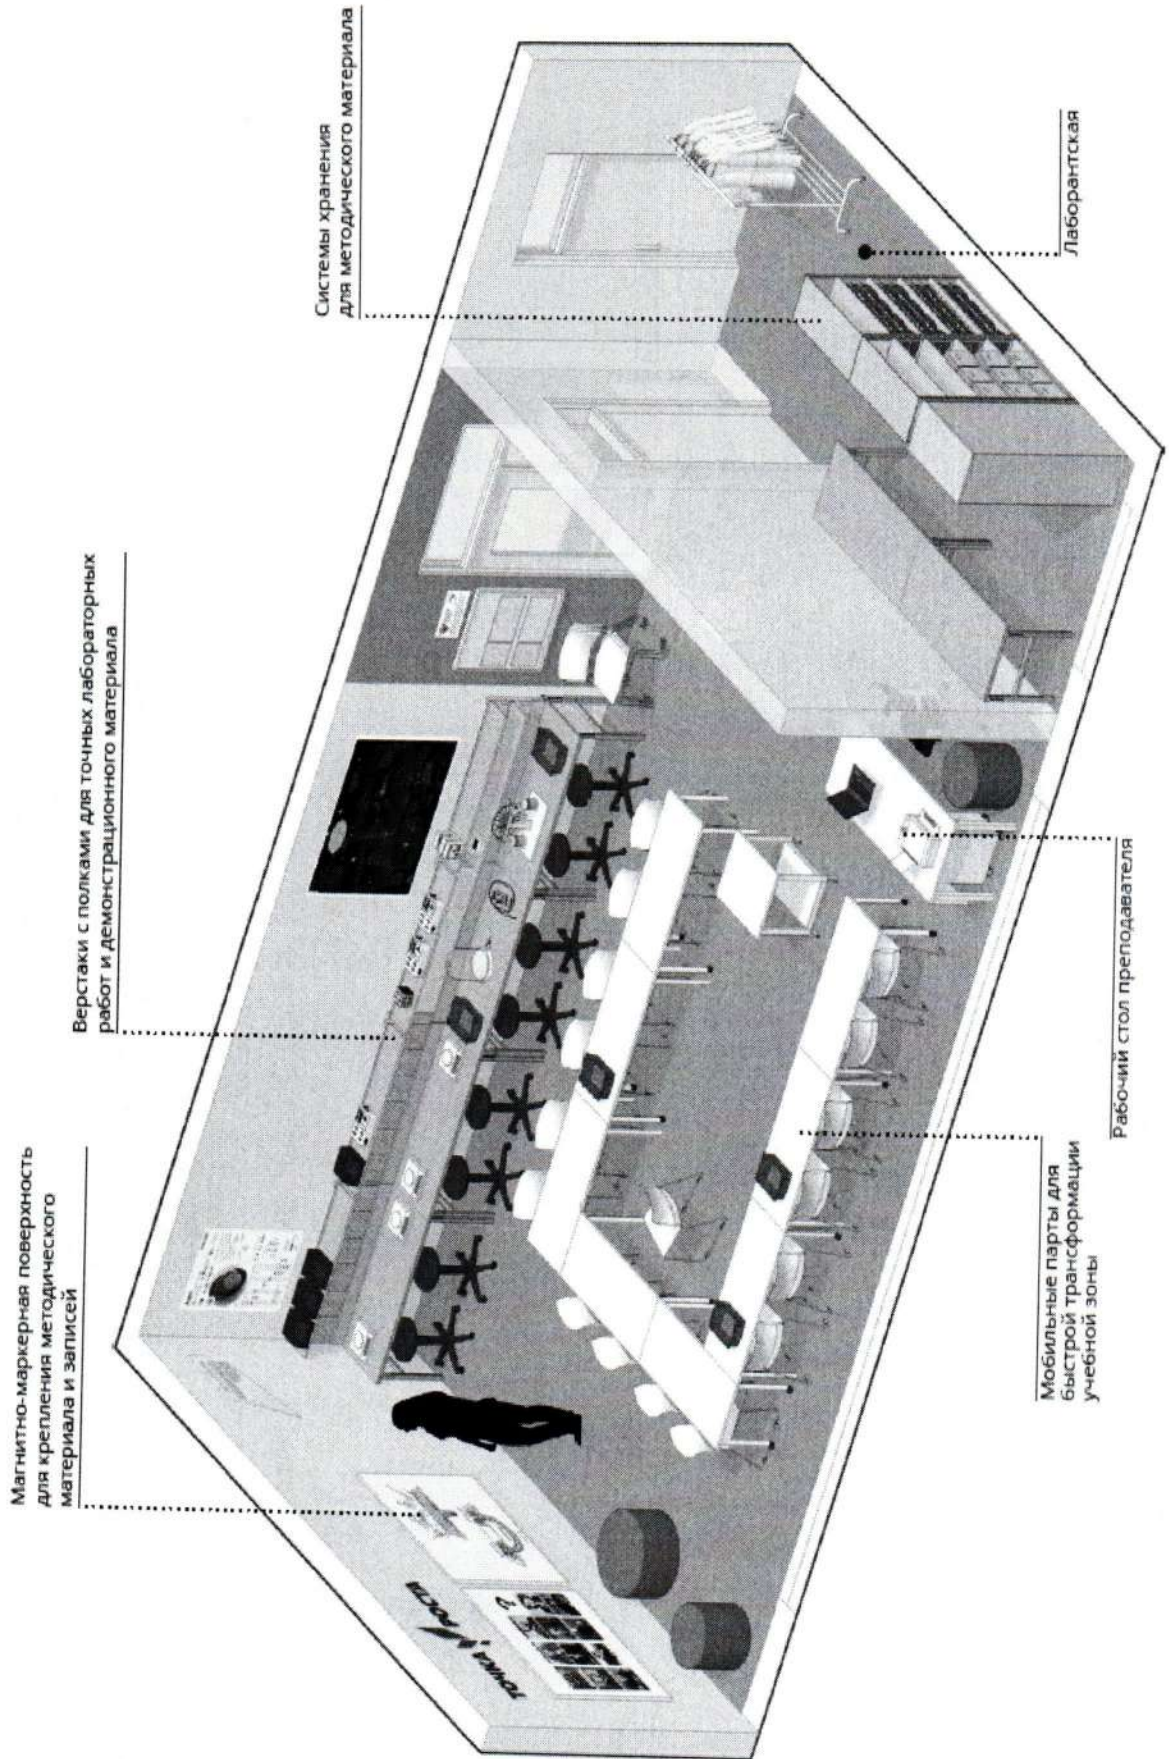 Магнитно-маркерная поверхность
для крепления методического
материала и записей
Верстаки с полками для точных лабораторных
работ и демонстрационного материала
Системы хранения
для методического материала
ТОЧКА РОСТА
Мобильные парты для
быстрой трансформации
учебной зоны
Рабочий стол преподавателя
Лаборантская